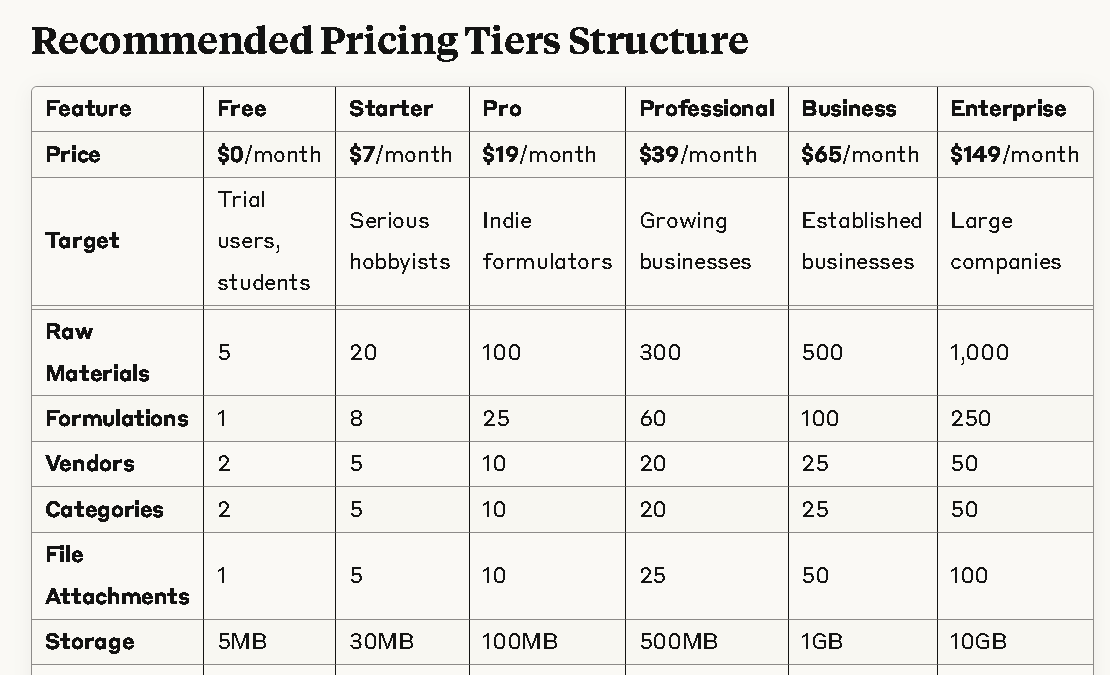 Recommended Pricing Tiers Structure
Feature Free Starter Pro Professional Business Enterprise
Price $0/month $7/month $19/month $39/month $65/month $149/month
Target Trial users, students Serious hobbyists Indie formulators Growing businesses Established businesses Large companies
Raw Materials 5 20 100 300 500 1,000
Formulations 1 8 25 60 100 250
Vendors 2 5 10 20 25 50
Categories 2 5 10 20 25 50
File Attachments 1 5 10 25 50 100
Storage 5MB 30MB 100MB 500MB 1GB 10GB